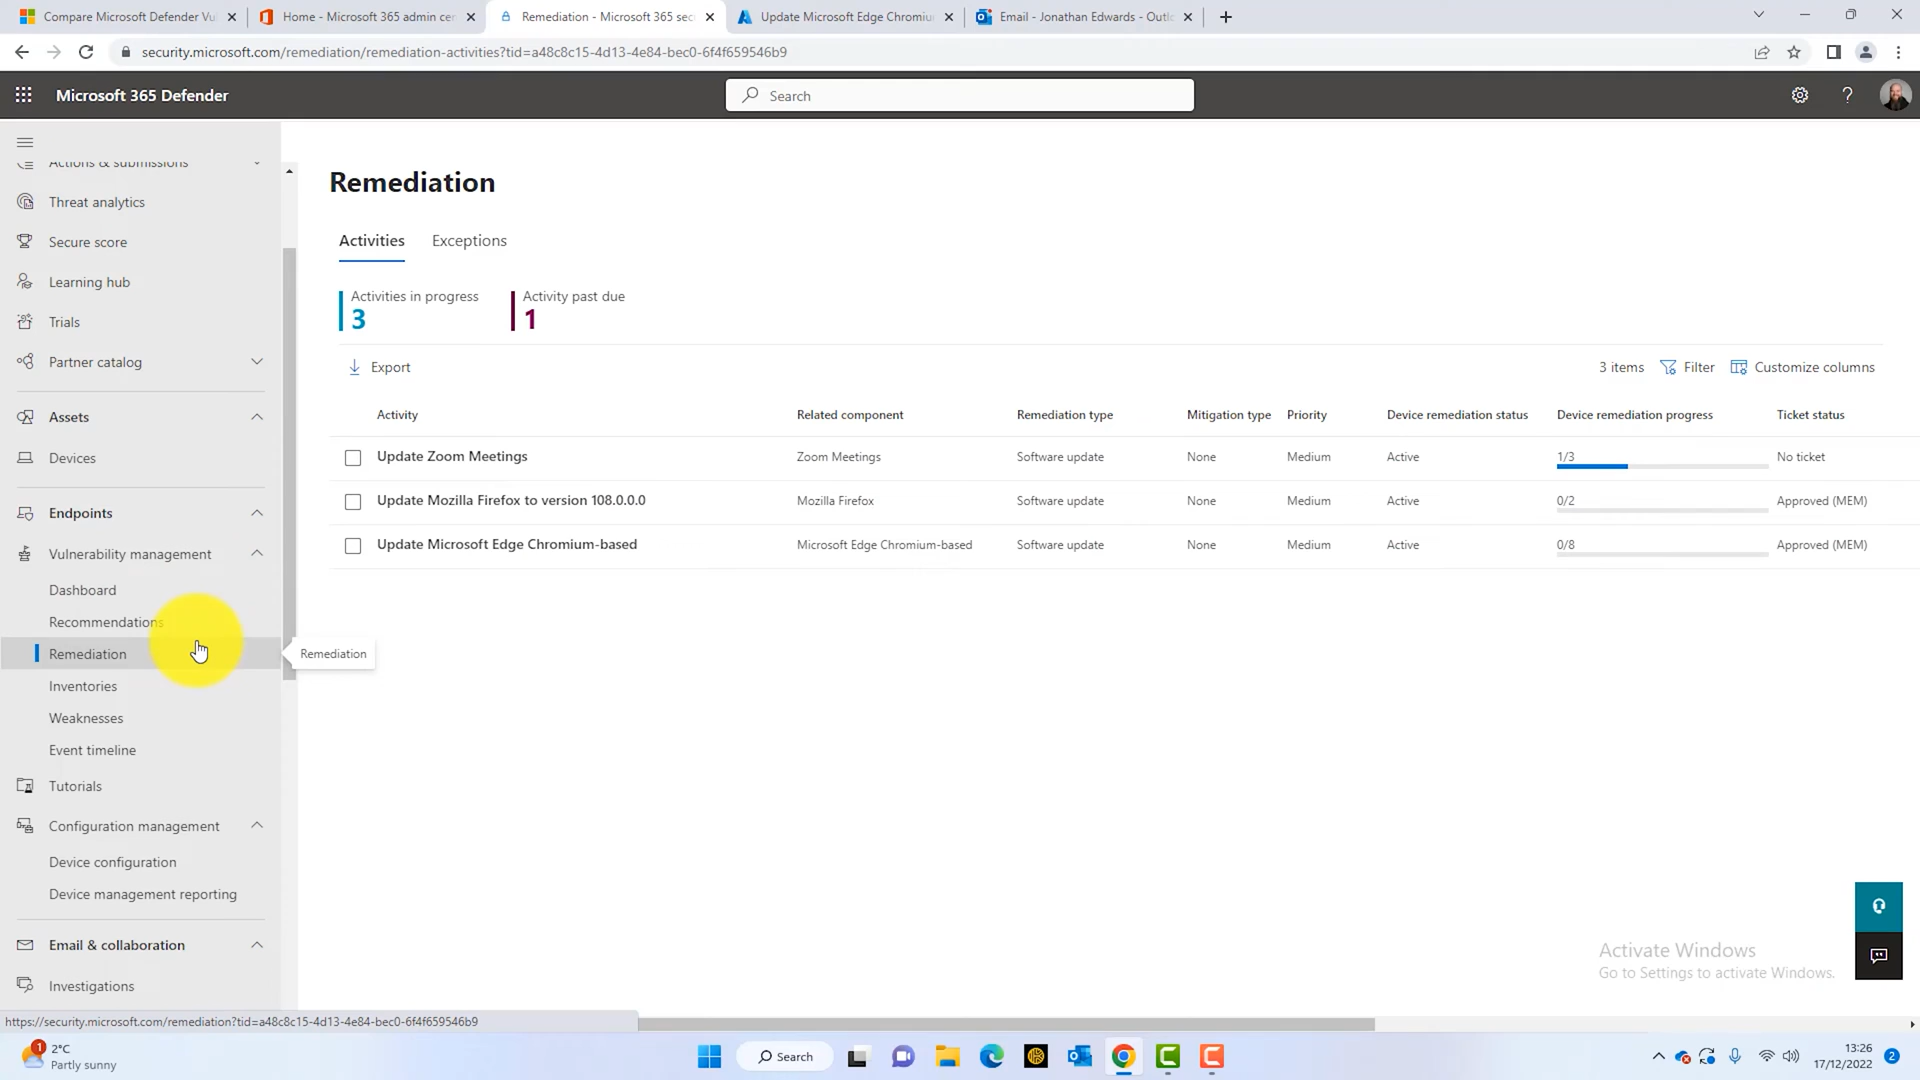 Compare Microsoft Defender Vu
Home - Microsoft 365 admin cen
Remediation - Microsoft 365 sec
Update Microsoft Edge Chromium
Email - Jonathan Edwards - Outlo
security.microsoft.com/remediation/remediation-activities?tid=a48c8c15-4d13-4e84-bec0-6f4f659546b9
Microsoft 365 Defender
Search
Actions & submissions
Threat analytics
Secure score
Learning hub
Trials
Partner catalog
Assets
Devices
Endpoints
Vulnerability management
Dashboard
Recommendations
Remediation
Inventories
Weaknesses
Event timeline
Tutorials
Configuration management
Device configuration
Device management reporting
Email & collaboration
Investigations
Remediation
Remediation
Activities Exceptions
Activities in progress
3
Activity past due
1
Export
3 items Filter Customize columns
Activity Related component Remediation type Mitigation type Priority Device remediation status Device remediation progress Ticket status
Update Zoom Meetings Zoom Meetings Software update None Medium Active 1/3 No ticket
Update Mozilla Firefox to version 108.0.0.0 Mozilla Firefox Software update None Medium Active 0/2 Approved (MEM)
Update Microsoft Edge Chromium-based Microsoft Edge Chromium-based Software update None Medium Active 0/8 Approved (MEM)
Activate Windows
Go to Settings to activate Windows.
https://security.microsoft.com/remediation?tid=a48c8c15-4d13-4e84-bec0-6f4f659546b9
1
2°C
Partly sunny
Search
13:26
17/12/2022
2